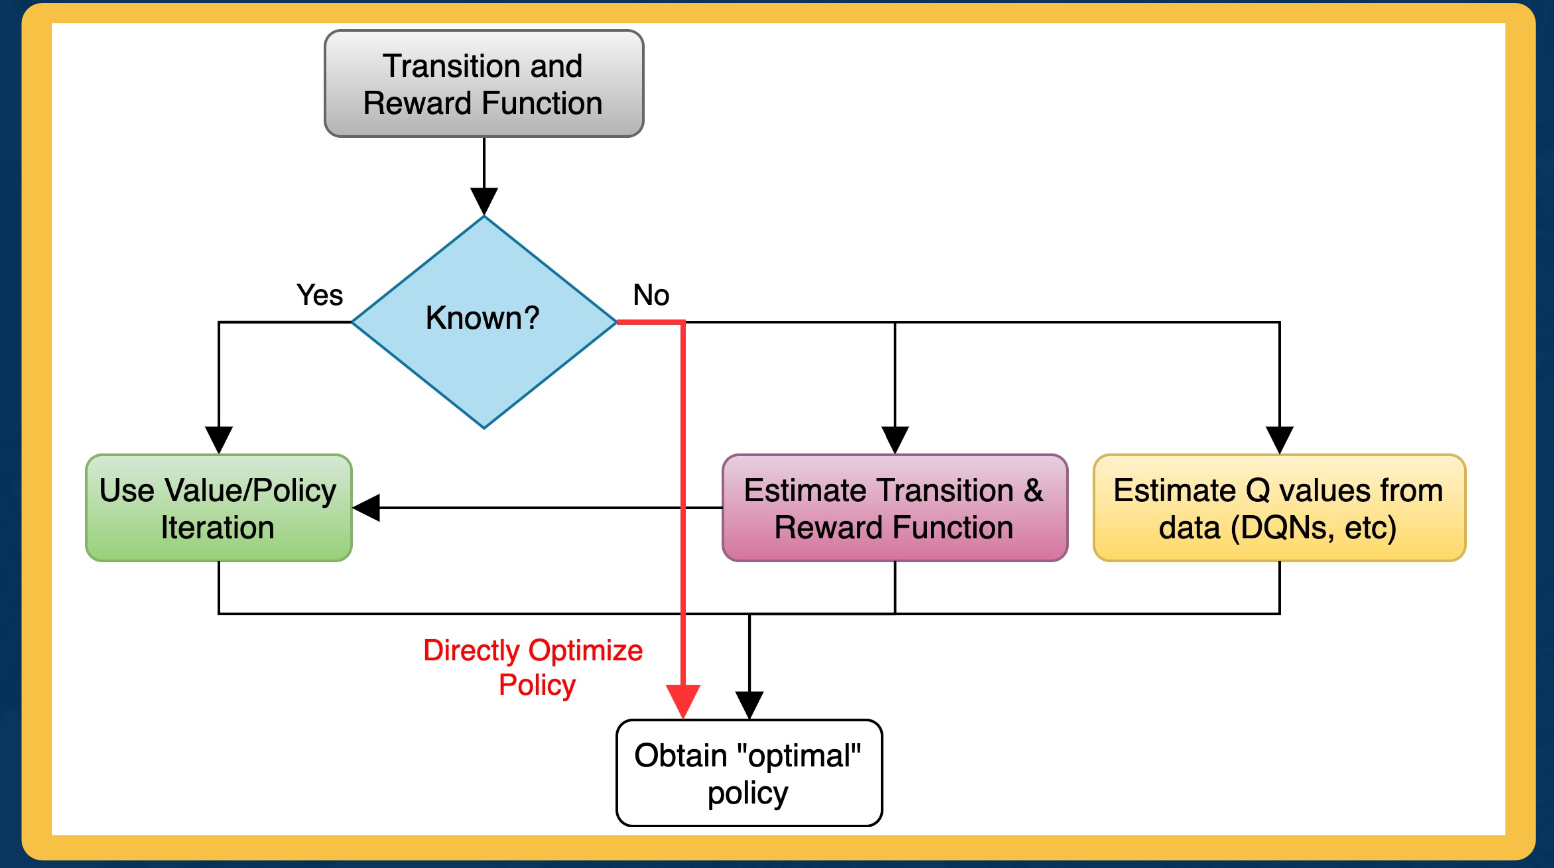 Transition and
Reward Function
Known?
Yes
No
Use Value/Policy
Iteration
Estimate Transition &
Reward Function
Estimate Q values from
data (DQNs, etc)
Directly Optimize
Policy
Obtain "optimal"
policy